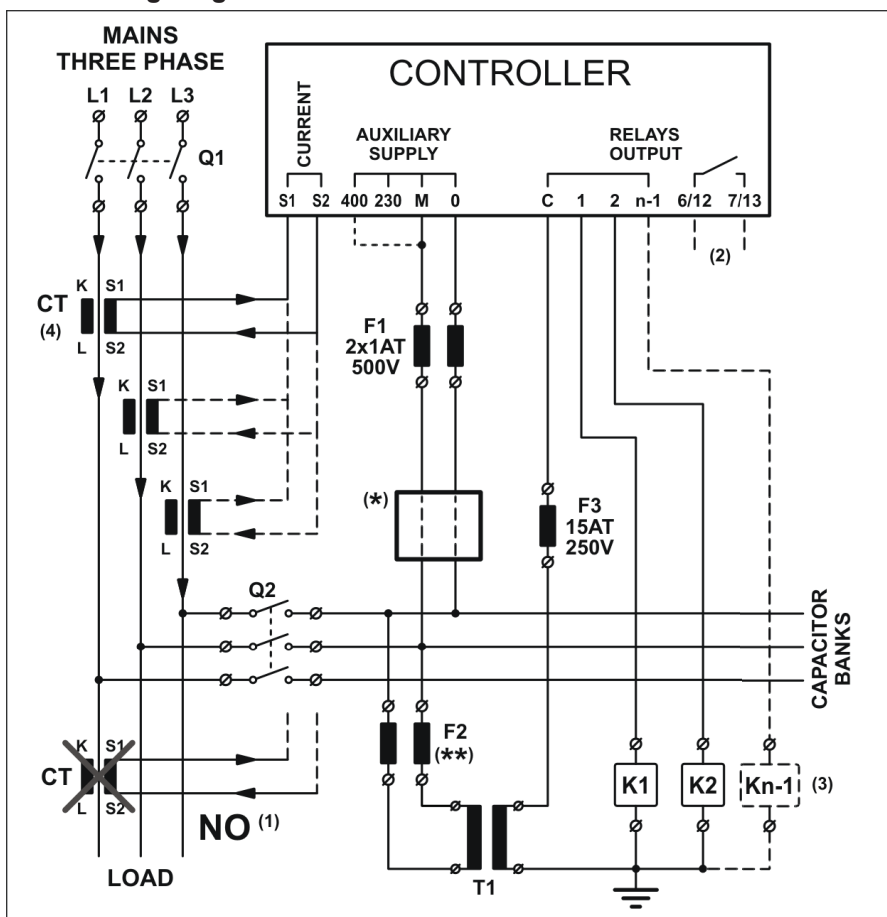 MAINS
THREE PHASE
L1 L2 L3
Q1
CONTROLLER
CURRENT
AUXILIARY
SUPPLY
RELAYS
OUTPUT
S1 S2 400 230 M 0 C 1 2 n-1 6/12 7/13
(2)
K S1
CT
(4)
L S2
F1
2x1AT
500V
K S1
L S2
K S1
L S2
(*)
F3
15AT
250V
Q2
CAPACITOR
BANKS
K S1
CT
L S2
NO (1)
F2
(**)
K1 K2 Kn-1 (3)
LOAD
T1